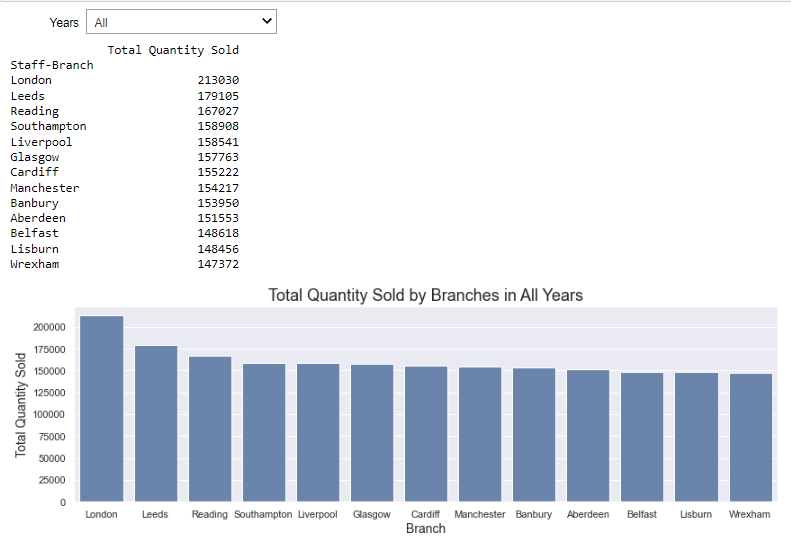 Years All
Total Quantity Sold
Staff-Branch
London 213030
Leeds 179105
Reading 167027
Southampton 158908
Liverpool 158541
Glasgow 157763
Cardiff 155222
Manchester 154217
Banbury 153950
Aberdeen 151553
Belfast 148618
Lisburn 148456
Wrexham 147372
Total Quantity Sold by Branches in All Years
Total Quantity Sold
200000
175000
150000
125000
100000
75000
50000
25000
0
London Leeds Reading Southampton Liverpool Glasgow Cardiff Manchester Banbury Aberdeen Belfast Lisburn Wrexham
Branch